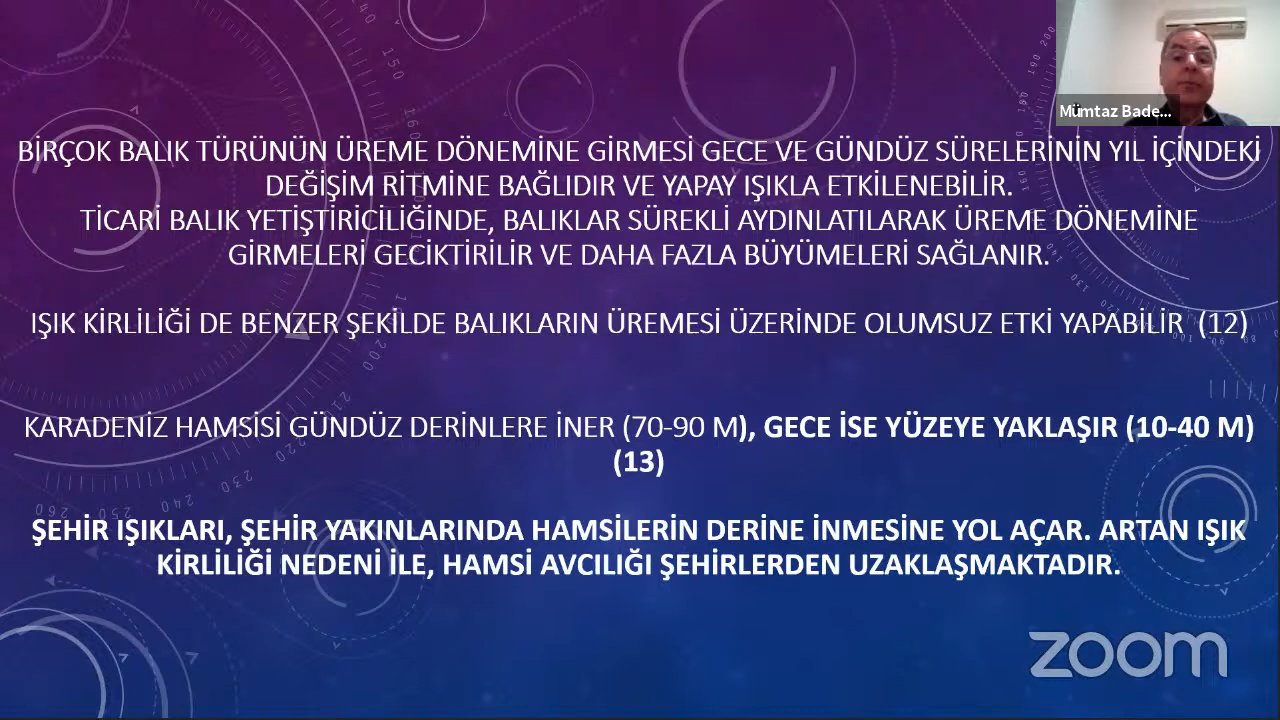 Mümtaz Bade...
BİRÇOK BALIK TÜRÜNÜN ÜREME DÖNEMİNE GİRMESİ GECE VE GÜNDÜZ SÜRELERİNİN YIL İÇİNDEKİ
DEĞİŞİM RİTMİNE BAĞLIDIR VE YAPAY IŞIKLA ETKİLENEBİLİR.
TİCARİ BALIK YETİŞTİRİCİLİĞİNDE, BALIKLAR SÜREKLİ AYDINLATILARAK ÜREME DÖNEMİNE
GİRMELERİ GECİKTİRİLİR VE DAHA FAZLA BÜYÜMELERİ SAĞLANIR.
IŞIK KİRLİLİĞİ DE BENZER ŞEKİLDE BALIKLARIN ÜREMESİ ÜZERİNDE OLUMSUZ ETKİ YAPABİLİR (12)
KARADENİZ HAMSİSİ GÜNDÜZ DERİNLERE İNER (70-90 M), GECE İSE YÜZEYE YAKLAŞIR (10-40 M)
(13)
ŞEHİR IŞIKLARI, ŞEHİR YAKINLARINDA HAMSİLERİN DERİNE İNMESİNE YOL AÇAR. ARTAN IŞIK
KİRLİLİĞİ NEDENİ İLE, HAMSİ AVCILIĞI ŞEHİRLERDEN UZAKLAŞMAKTADIR.
zoom